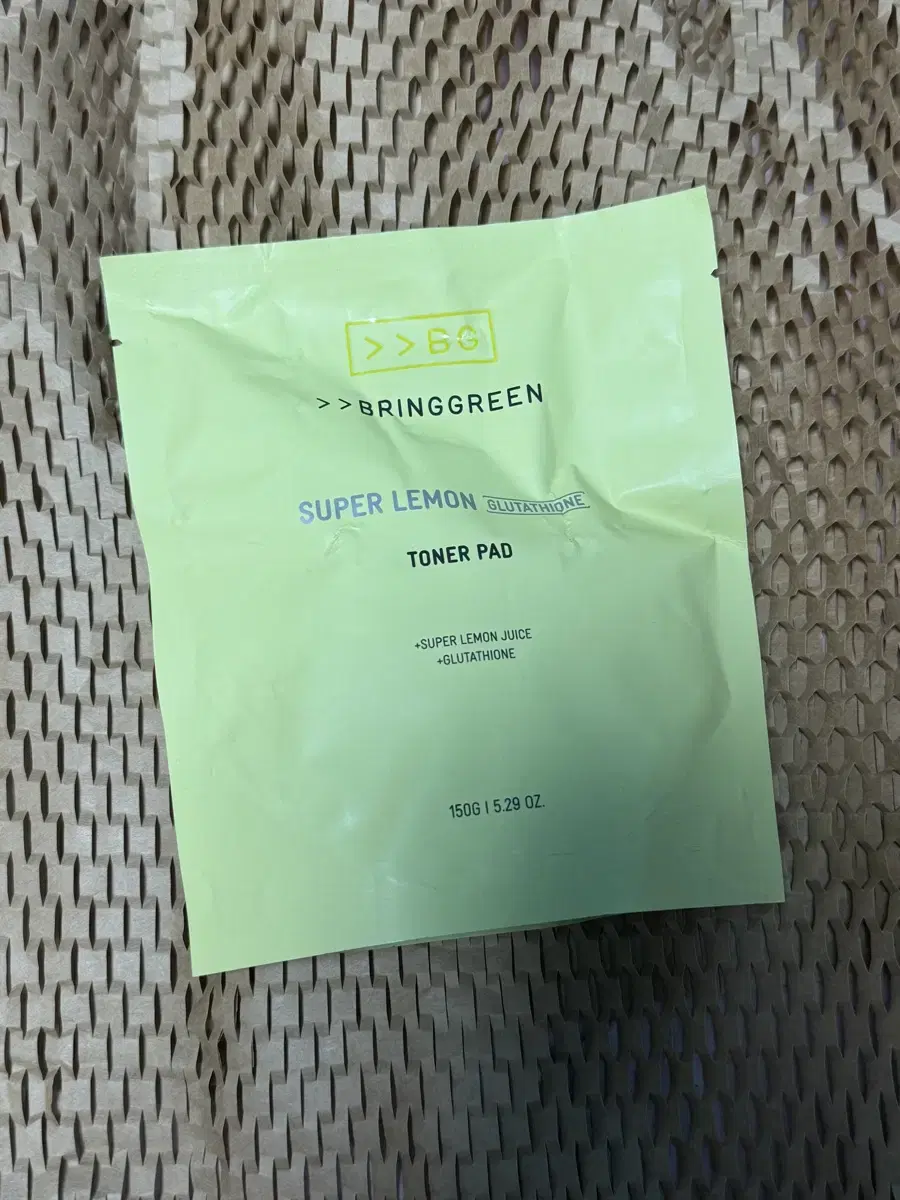 >>BG
>>BRINGGREEN
SUPER LEMON GLUTATHIONE
TONER PAD
+SUPER LEMON JUICE
+GLUTATHIONE
150G | 5.29 OZ.